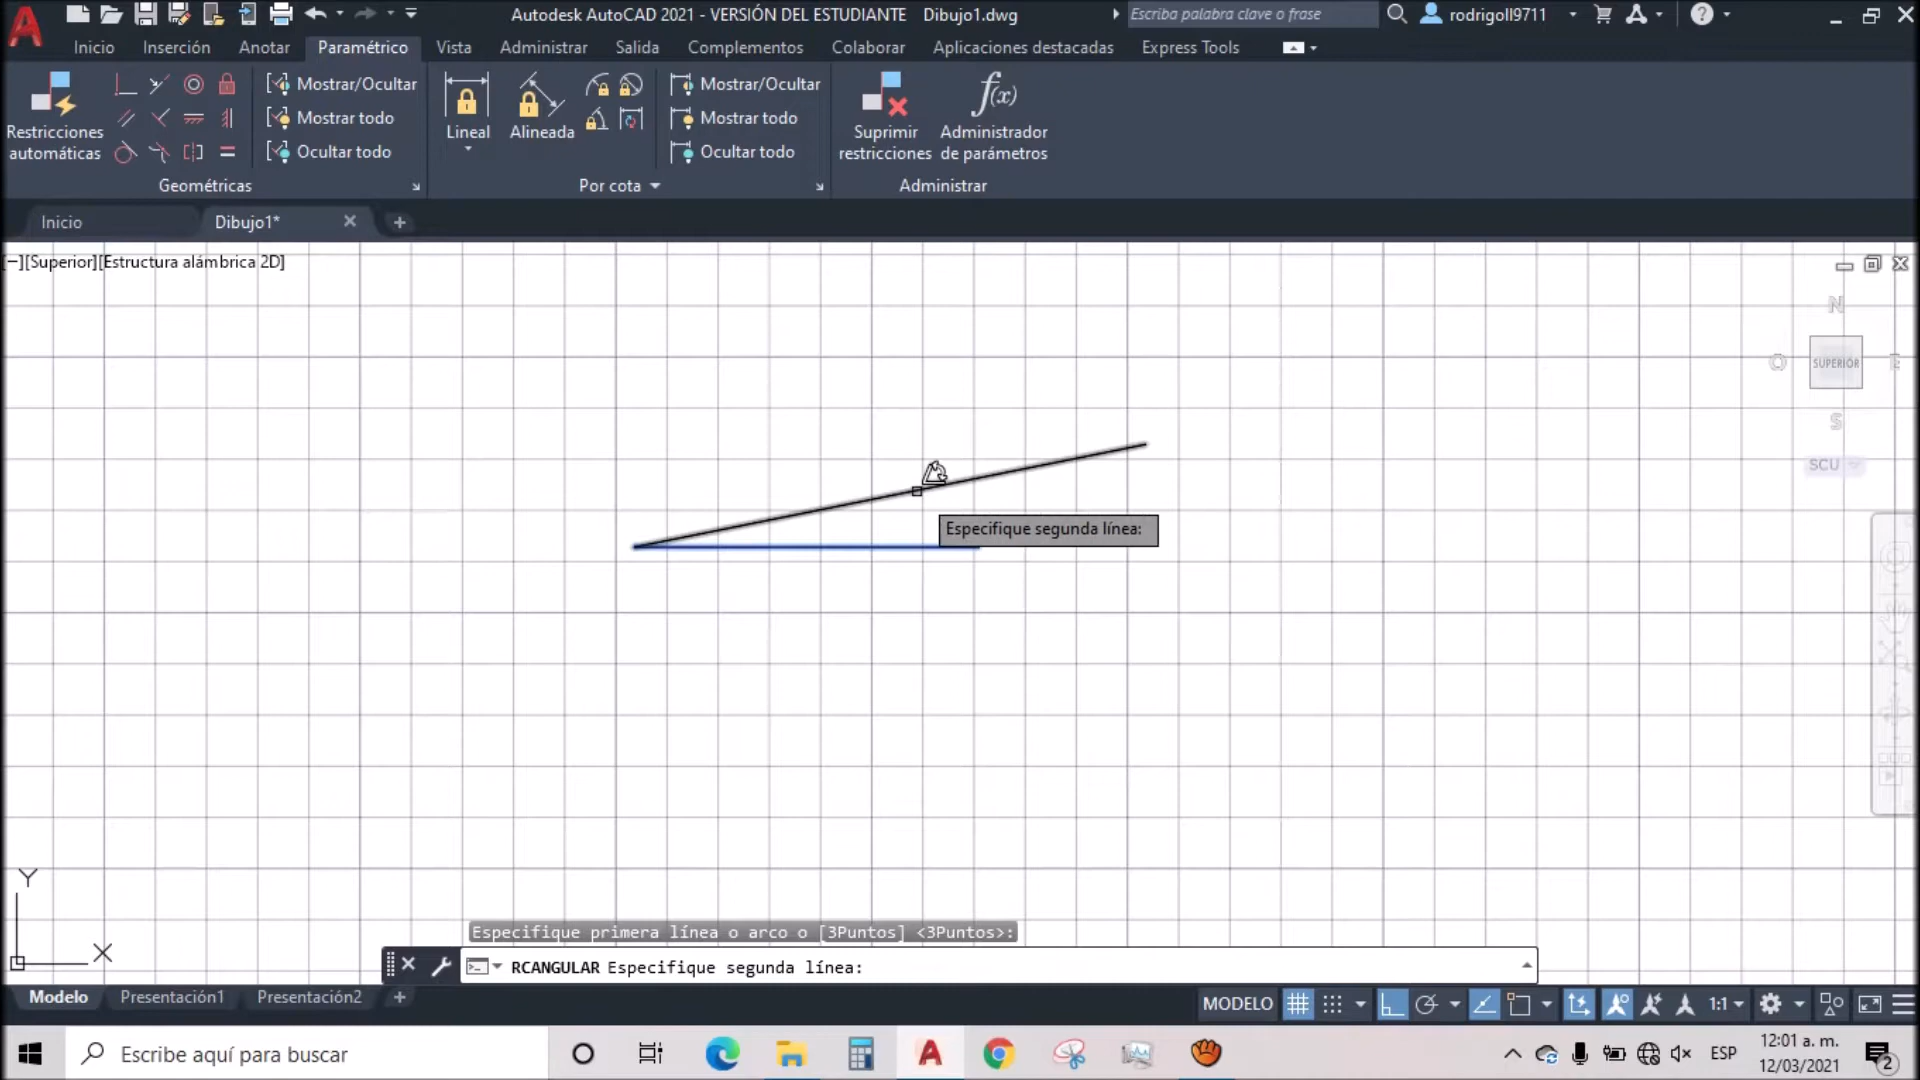 Autodesk AutoCAD 2021 - VERSIÓN DEL ESTUDIANTE Dibujo1.dwg
Escriba palabra clave o frase
rodrigoll9711
Inicio Inserción Anotar Paramétrico Vista Administrar Salida Complementos Colaborar Aplicaciones destacadas Express Tools
Restricciones
automáticas
Mostrar/Ocultar
Mostrar todo
Ocultar todo
Geométricas
Lineal
Alineada
Mostrar/Ocultar
Mostrar todo
Ocultar todo
Por cota
Suprimir
restricciones
f(x)
Administrador
de parámetros
Administrar
Inicio
Dibujo1*
[−][Superior][Estructura alámbrica 2D]
N
O
SUPERIOR
E
S
SCU
Especifique segunda línea:
Y
X
Especifique primera línea o arco o [3Puntos] <3Puntos>:
RCANGULAR Especifique segunda línea:
Modelo Presentación1 Presentación2 +
MODELO
1:1
Escribe aquí para buscar
ESP
12:01 a. m.
12/03/2021
2